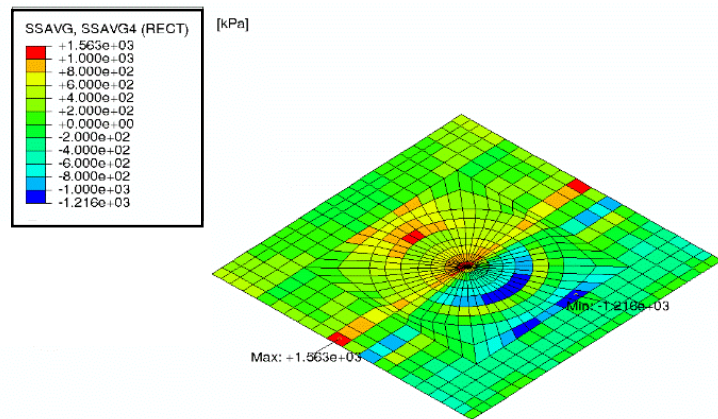 SSAVG, SSAVG4 (RECT)
[kPa]
+1.563e+03
+1.000e+03
+8.000e+02
+6.000e+02
+4.000e+02
+2.000e+02
+0.000e+00
-2.000e+02
-4.000e+02
-6.000e+02
-8.000e+02
-1.000e+03
-1.216e+03
Min: -1.216e+03
Max: +1.563e+03